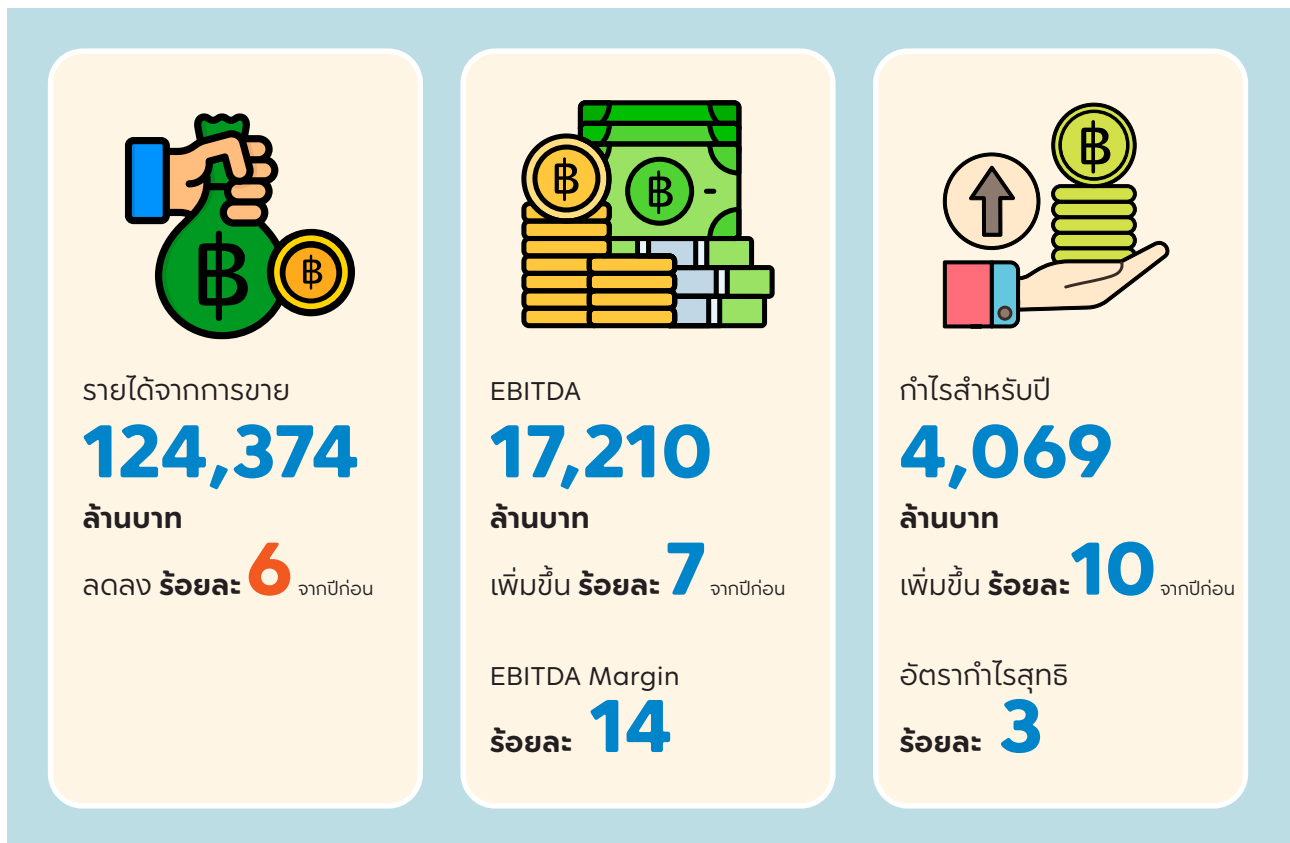 รายได้จากการขาย
124,374
ล้านบาท
ลดลง ร้อยละ 6 จากปีก่อน
EBITDA
17,210
ล้านบาท
เพิ่มขึ้น ร้อยละ 7 จากปีก่อน
EBITDA Margin
ร้อยละ 14
กำไรสำหรับปี
4,069
ล้านบาท
เพิ่มขึ้น ร้อยละ 10 จากปีก่อน
อัตรากำไรสุทธิ
ร้อยละ 3